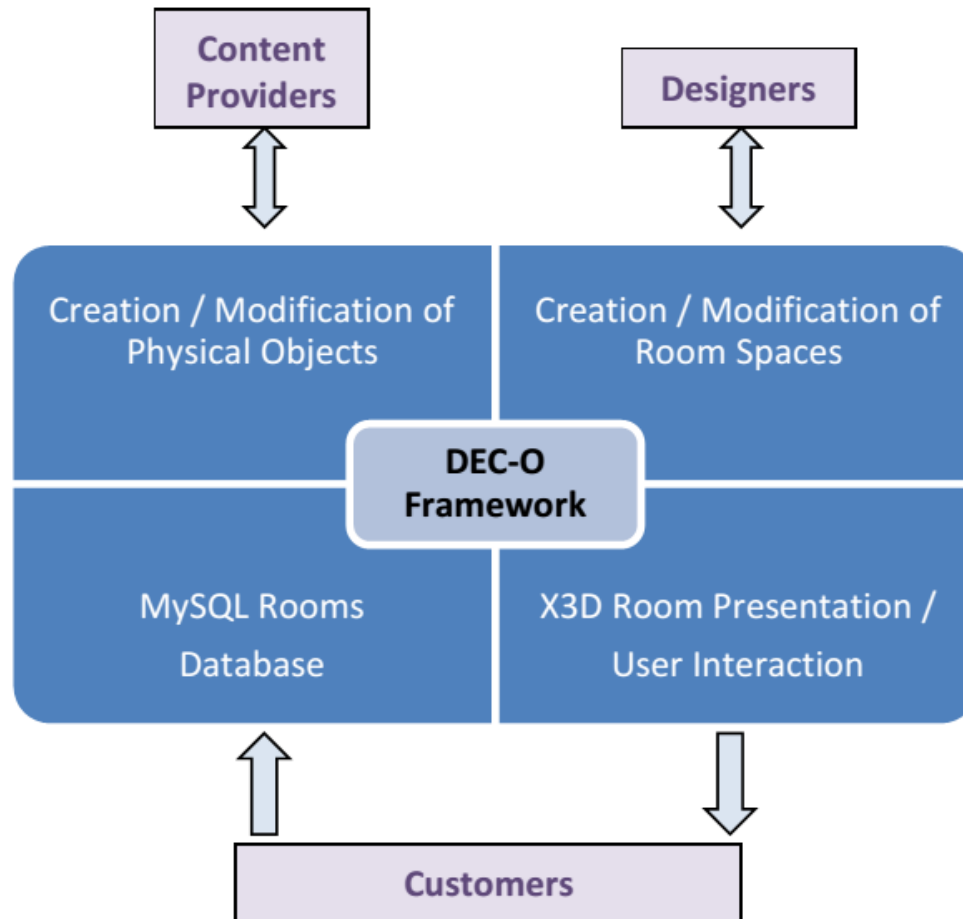 Content
Providers
Designers
Creation / Modification of
Physical Objects
Creation / Modification of
Room Spaces
DEC-O
Framework
MySQL Rooms
Database
X3D Room Presentation /
User Interaction
Customers